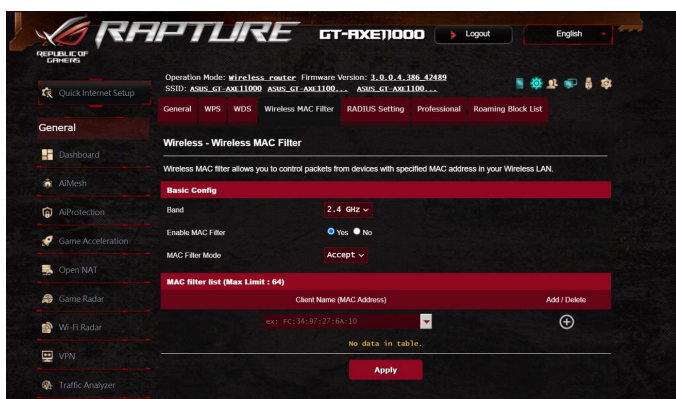 REPUBLIC OF
GAMERS
RAPTURE
GT-AXE11000
Logout
English
Operation Mode: Wireless router Firmware Version: 3.0.0.4.386_42489
SSID: ASUS_GT-AXE11000 ASUS_GT-AXE1100... ASUS_GT-AXE1100...
General WPS WDS Wireless MAC Filter RADIUS Setting Professional Roaming Block List
Quick Internet Setup
General
Dashboard
AiMesh
AiProtection
Game Acceleration
Open NAT
Game Radar
Wi-Fi Radar
VPN
Traffic Analyzer
Wireless - Wireless MAC Filter
Wireless MAC filter allows you to control packets from devices with specified MAC address in your Wireless LAN.
Basic Config
Band 2.4 GHz
Enable MAC Filter Yes No
MAC Filter Mode Accept
MAC filter list (Max Limit : 64)
Client Name (MAC Address) Add / Delete
ex: FC:34:97:27:6A:10
No data in table.
Apply